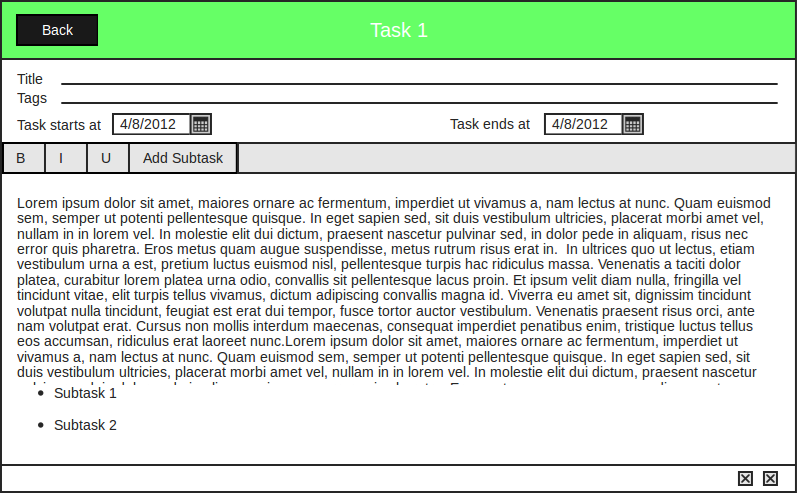 Back
Task 1
Title
Tags
Task starts at 4/8/2012 Task ends at 4/8/2012
B I U Add Subtask
Lorem ipsum dolor sit amet, maiores ornare ac fermentum, imperdiet ut vivamus a, nam lectus at nunc. Quam euismod
sem, semper ut potenti pellentesque quisque. In eget sapien sed, sit duis vestibulum ultricies, placerat morbi amet vel,
nullam in in lorem vel. In molestie elit dui dictum, praesent nascetur pulvinar sed, in dolor pede in aliquam, risus nec
error quis pharetra. Eros metus quam augue suspendisse, metus rutrum risus erat in.  In ultrices quo ut lectus, etiam
vestibulum urna a est, pretium luctus euismod nisl, pellentesque turpis hac ridiculus massa. Venenatis a taciti dolor
platea, curabitur lorem platea urna odio, convallis sit pellentesque lacus proin. Et ipsum velit diam nulla, fringilla vel
tincidunt vitae, elit turpis tellus vivamus, dictum adipiscing convallis magna id. Viverra eu amet sit, dignissim tincidunt
volutpat nulla tincidunt, feugiat est erat dui tempor, fusce tortor auctor vestibulum. Venenatis praesent risus orci, ante
nam volutpat erat. Cursus non mollis interdum maecenas, consequat imperdiet penatibus enim, tristique luctus tellus
eos accumsan, ridiculus erat laoreet nunc.Lorem ipsum dolor sit amet, maiores ornare ac fermentum, imperdiet ut
vivamus a, nam lectus at nunc. Quam euismod sem, semper ut potenti pellentesque quisque. In eget sapien sed, sit
duis vestibulum ultricies, placerat morbi amet vel, nullam in in lorem vel. In molestie elit dui dictum, praesent nascetur
Subtask 1
Subtask 2